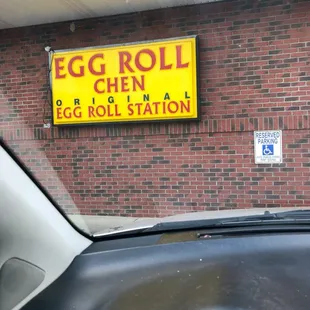 EGG ROLL
CHEN
ORIGINAL
EGG ROLL STATION
RESERVED
PARKING